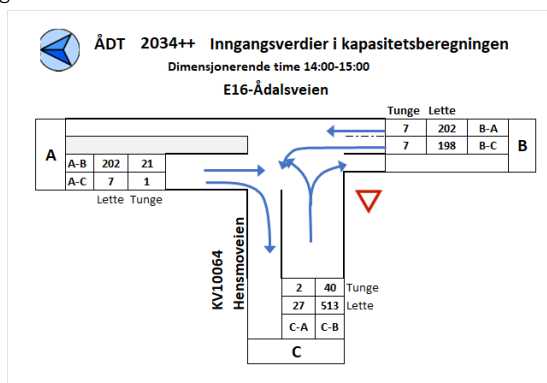 ÅDT 2034++ Inngangsverdier i kapasitetsberegningen
Dimensjonerende time 14:00-15:00
E16-Ådalsveien
Tunge Lette
7 202 B-A
7 198 B-C
B
A
A-B 202 21
A-C 7 1
Lette Tunge
KV10064
Hensmoveien
2 40 Tunge
27 513 Lette
C-A C-B
C